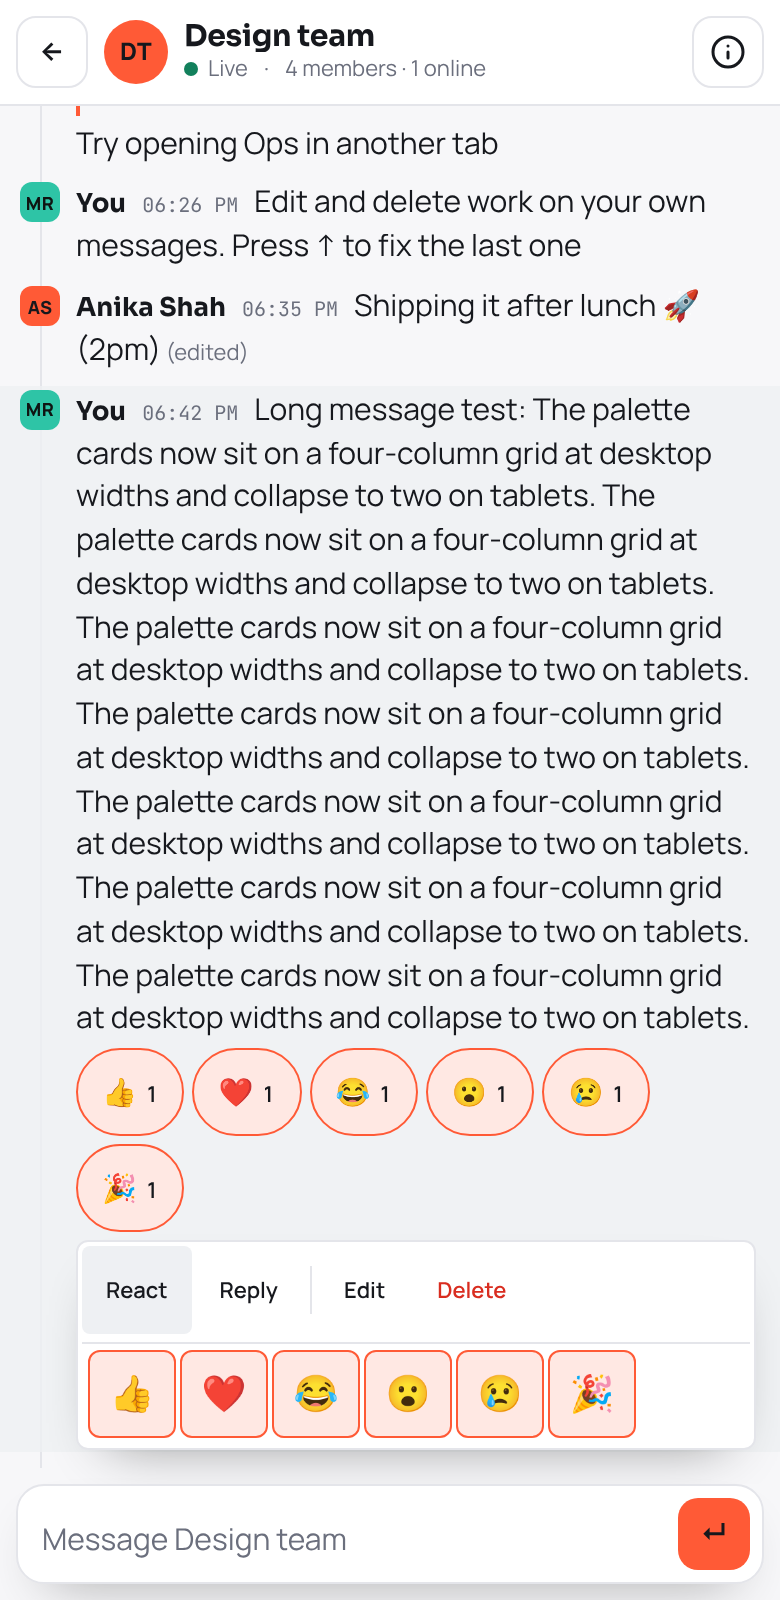 DT
Design team
Live · 4 members · 1 online
Try opening Ops in another tab
MR You 06:26 PM Edit and delete work on your own
messages. Press ↑ to fix the last one
AS Anika Shah 06:35 PM Shipping it after lunch 🚀
(2pm) (edited)
MR You 06:42 PM Long message test: The palette
cards now sit on a four-column grid at desktop
widths and collapse to two on tablets. The
palette cards now sit on a four-column grid at
desktop widths and collapse to two on tablets.
The palette cards now sit on a four-column grid
at desktop widths and collapse to two on tablets.
The palette cards now sit on a four-column grid
at desktop widths and collapse to two on tablets.
The palette cards now sit on a four-column grid
at desktop widths and collapse to two on tablets.
The palette cards now sit on a four-column grid
at desktop widths and collapse to two on tablets.
The palette cards now sit on a four-column grid
at desktop widths and collapse to two on tablets.
👍 1 ❤️ 1 😂 1 😮 1 😢 1
🎉 1
React Reply Edit Delete
👍 ❤️ 😂 😮 😢 🎉
Message Design team